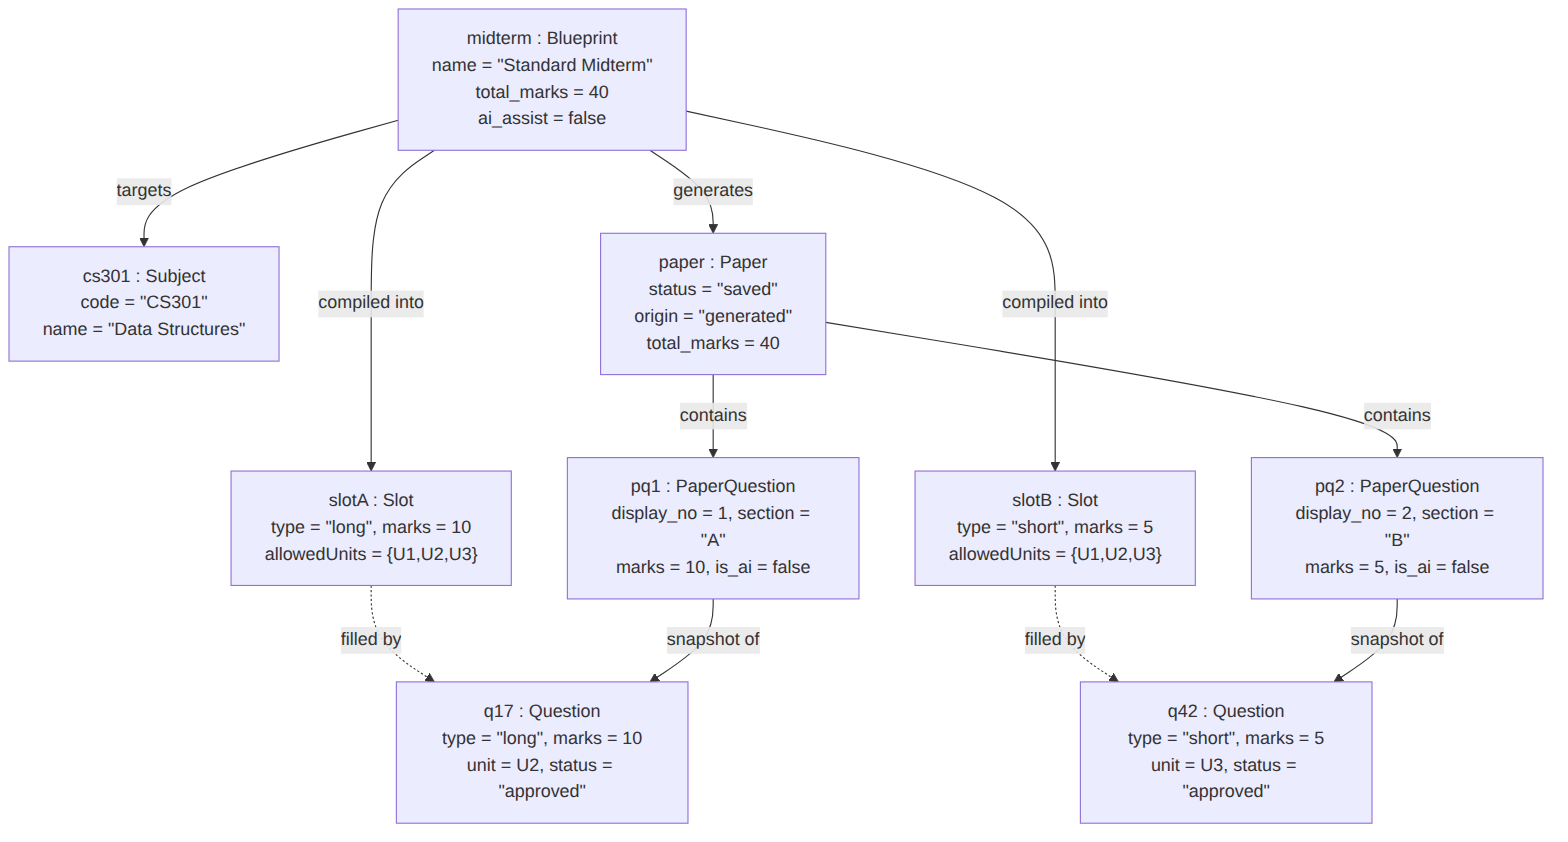 midterm : Blueprint
name = "Standard Midterm"
total_marks = 40
ai_assist = false
targets
generates
cs301 : Subject
code = "CS301"
name = "Data Structures"
compiled into
paper : Paper
status = "saved"
origin = "generated"
total_marks = 40
compiled into
contains
contains
slotA : Slot
type = "long", marks = 10
allowedUnits = {U1,U2,U3}
pq1 : PaperQuestion
display_no = 1, section =
"A"
marks = 10, is_ai = false
slotB : Slot
type = "short", marks = 5
allowedUnits = {U1,U2,U3}
pq2 : PaperQuestion
display_no = 2, section =
"B"
marks = 5, is_ai = false
filled by
snapshot of
filled by
snapshot of
q17 : Question
type = "long", marks = 10
unit = U2, status =
"approved"
q42 : Question
type = "short", marks = 5
unit = U3, status =
"approved"